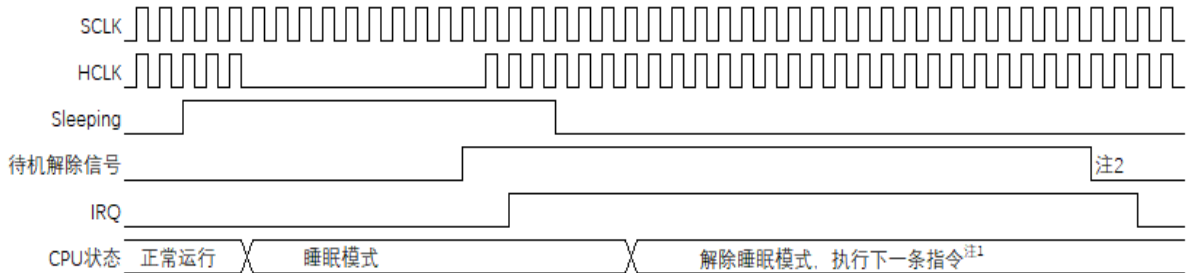 SCLK
HCLK
Sleeping
待机解除信号 注2
IRQ
CPU状态 正常运行 睡眠模式 解除睡眠模式，执行下一条指令注1